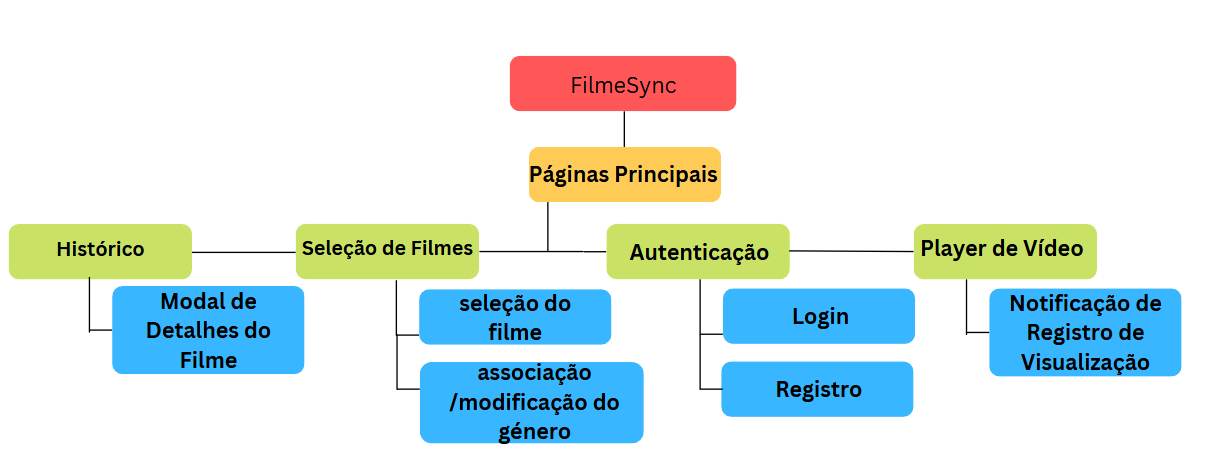 FilmeSync
Páginas Principais
Histórico
Seleção de Filmes
Autenticação
Player de Vídeo
Modal de
Detalhes do
Filme
seleção do
filme
associação
/modificação do
género
Login
Registro
Notificação de
Registro de
Visualização